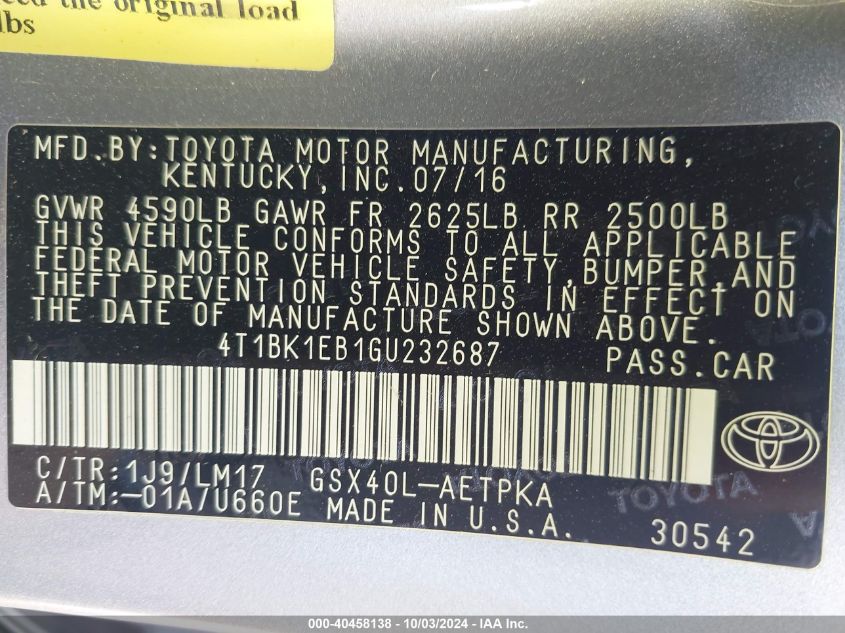 the original load
lbs
MFD.BY:TOYOTA MOTOR MANUFACTURING,
KENTUCKY, INC. 07/16
GVWR 4590LB GAWR FR 2625LB RR 2500LB
THIS VEHICLE CONFORMS TO ALL APPLICABLE
FEDERAL MOTOR VEHICLE SAFETY, BUMPER, AND
THEFT PREVENTION STANDARDS IN EFFECT ON
THE DATE OF MANUFACTURE SHOWN ABOVE.
4T1BK1EB1GU232687 PASS.CAR
C/TR:1J9/LM17 GSX40L-AETPKA
A/TM:-01A/U660E MADE IN U.S.A. 30542
TOYOTA
000-40458138 - 10/03/2024 - IAA Inc.